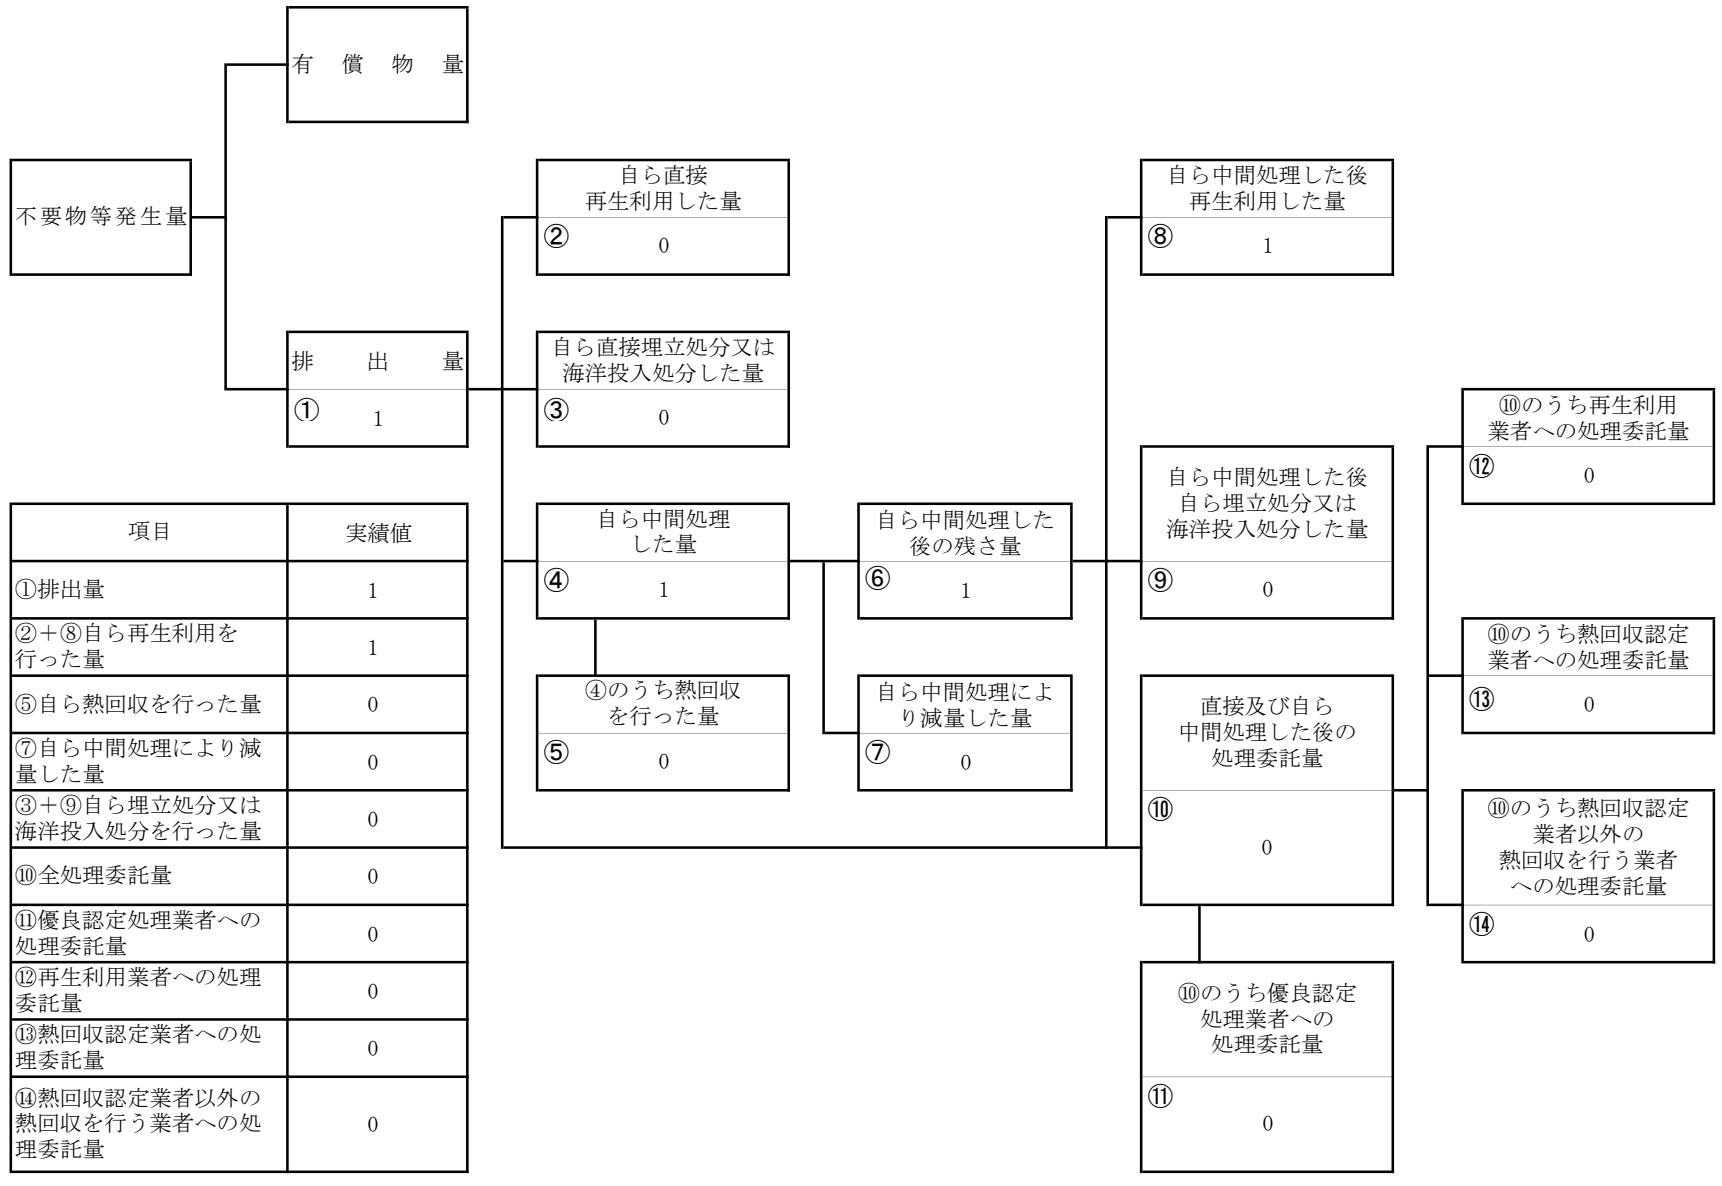 有償物量
不要物等発生量
自ら直接
再生利用した量
②
0
自ら中間処理した後
再生利用した量
⑧
1
排出量
①
1
自ら直接埋立処分又は
海洋投入処分した量
③
0
⑩のうち再生利用
業者への処理委託量
⑫
0
自ら中間処理した後
自ら埋立処分又は
海洋投入処分した量
⑨
0
自ら中間処理
した量
④
1
自ら中間処理した
後の残さ量
⑥
1
⑩のうち熱回収認定
業者への処理委託量
⑬
0
④のうち熱回収
を行った量
⑤
0
自ら中間処理によ
り減量した量
⑦
0
直接及び自ら
中間処理した後の
処理委託量
⑩
0
⑩のうち熱回収認定
業者以外の
熱回収を行う業者
への処理委託量
⑭
0
⑩のうち優良認定
処理業者への
処理委託量
⑪
0
項目 実績値
①排出量 1
②＋⑧自ら再生利用を
行った量 1
⑤自ら熱回収を行った量 0
⑦自ら中間処理により減
量した量 0
③＋⑨自ら埋立処分又は
海洋投入処分を行った量 0
⑩全処理委託量 0
⑪優良認定処理業者への
処理委託量 0
⑫再生利用業者への処理
委託量 0
⑬熱回収認定業者への処
理委託量 0
⑭熱回収認定業者以外の
熱回収を行う業者への処
理委託量 0